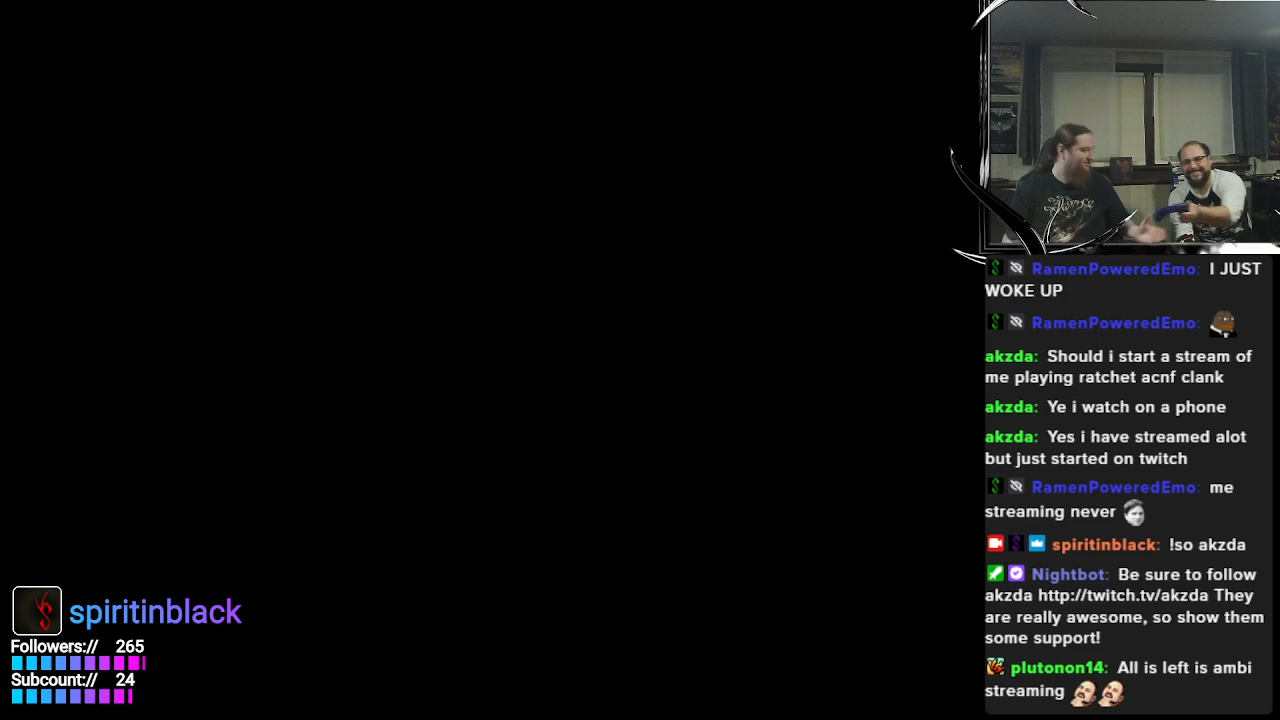 RamenPoweredEmo: I JUST
WOKE UP
RamenPoweredEmo:
akzda: Should i start a stream of
me playing ratchet acnf clank
akzda: Ye i watch on a phone
akzda: Yes i have streamed alot
but just started on twitch
RamenPoweredEmo: me
streaming never
spiritinblack: !so akzda
Nightbot: Be sure to follow
akzda http://twitch.tv/akzda They
are really awesome, so show them
some support!
plutonon14: All is left is ambi
streaming
spiritinblack
Followers:// 265
Subcount:// 24